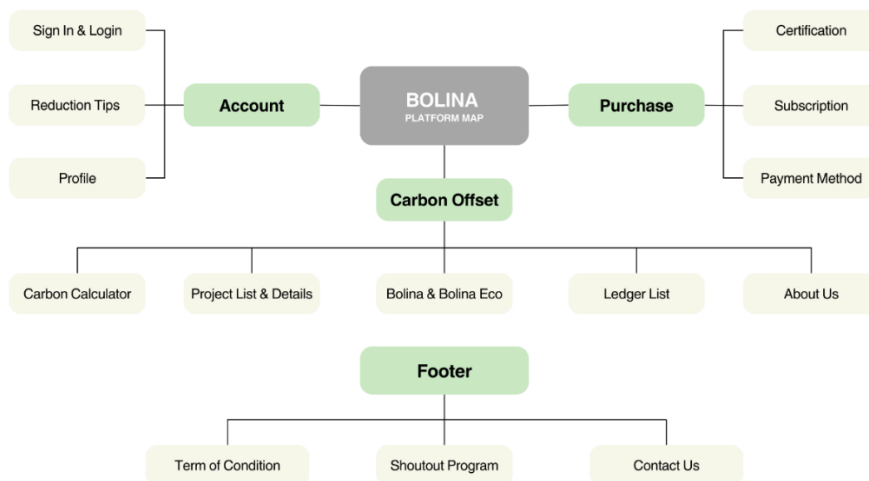 Sign In & Login
Certification
BOLINA
PLATFORM MAP
Reduction Tips
Account
Purchase
Subscription
Profile
Payment Method
Carbon Offset
Carbon Calculator
Project List & Details
Bolina & Bolina Eco
Ledger List
About Us
Footer
Term of Condition
Shoutout Program
Contact Us